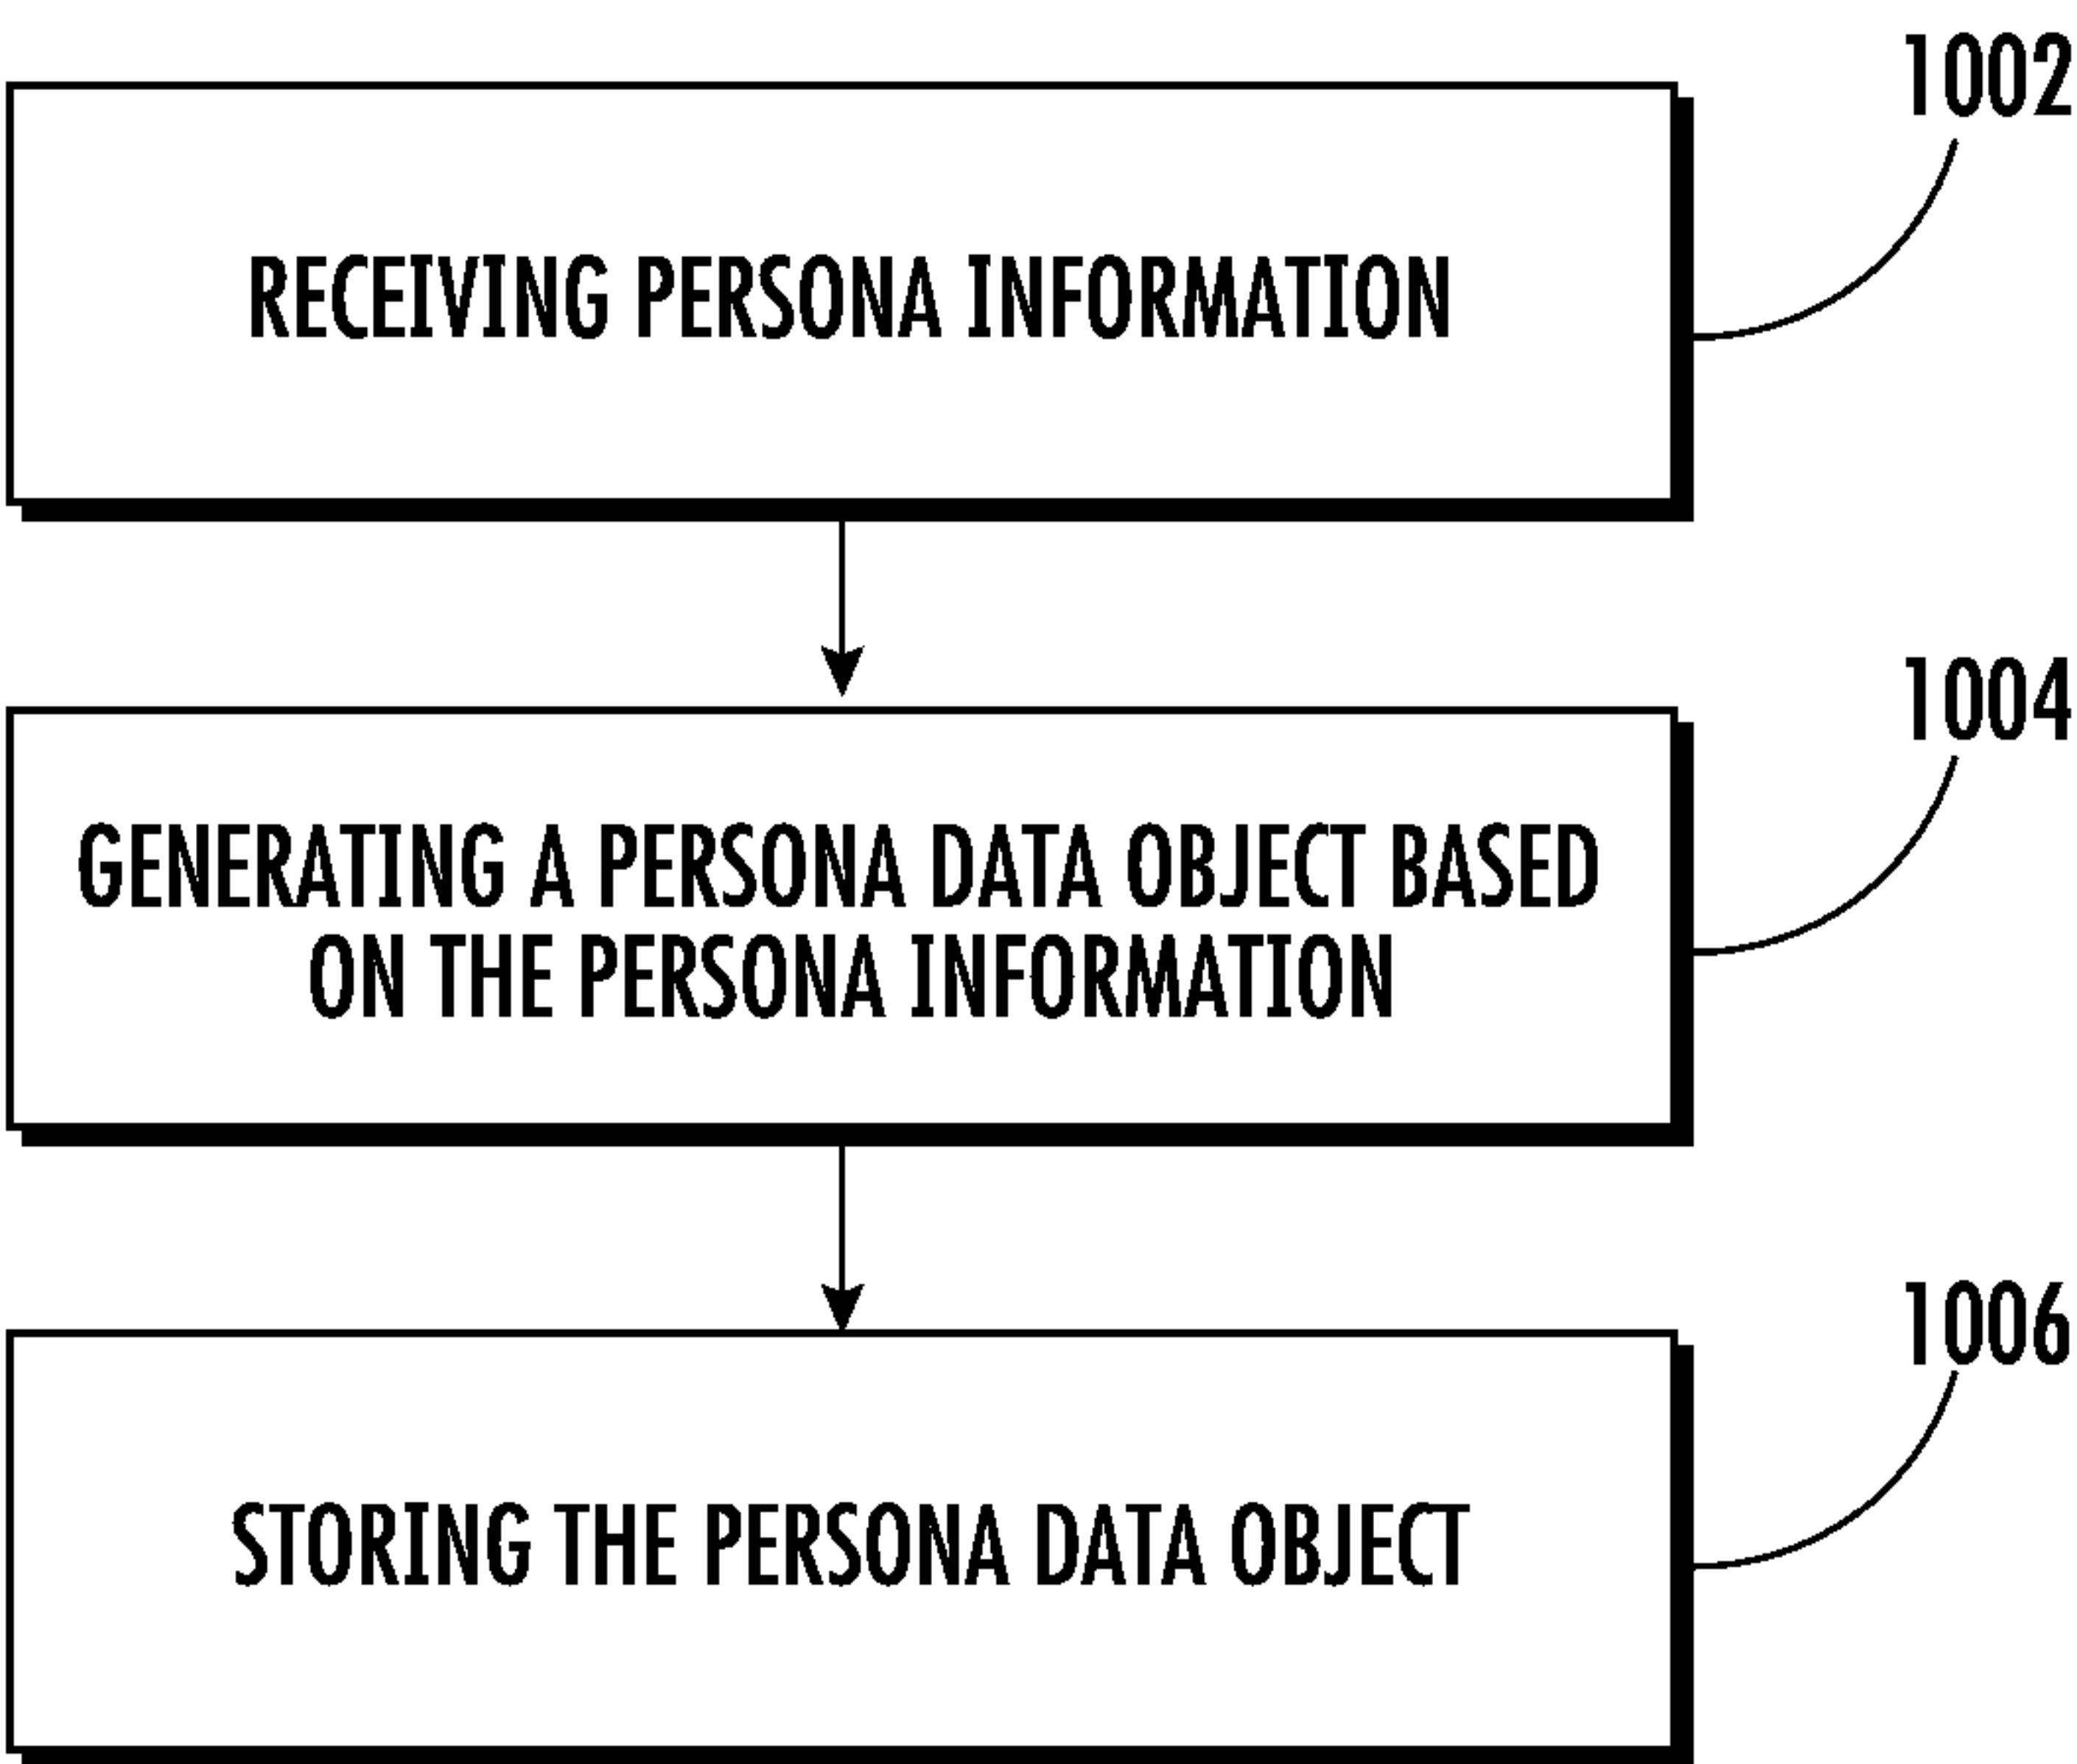 1002
RECEIVING PERSONA INFORMATION
1004
GENERATING A PERSONA DATA OBJECT BASED
ON THE PERSONA INFORMATION
1006
STORING THE PERSONA DATA OBJECT